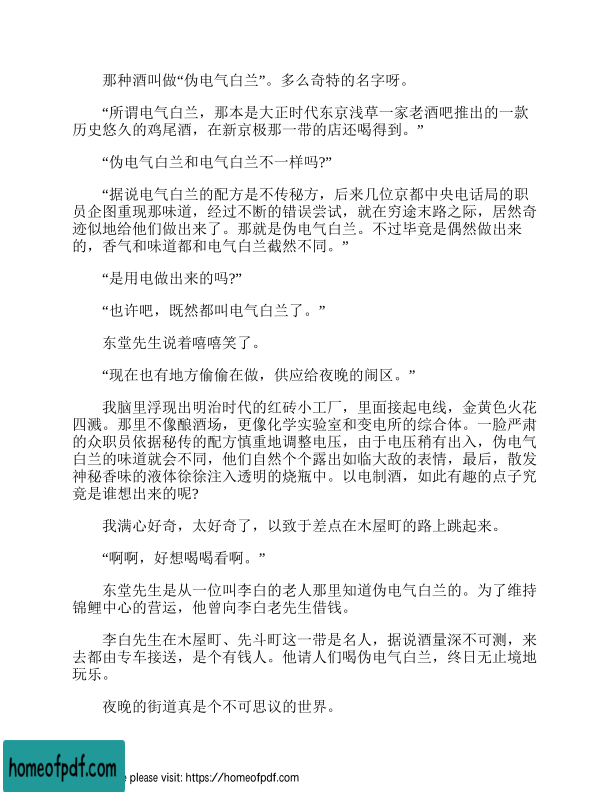 那种酒叫做“伪电气白兰”。多么奇特的名字呀。
“所谓电气白兰，那本是大正时代东京浅草一家老酒吧推出的一款
历史悠久的鸡尾酒，在新京极那一带的店还喝得到。”
“伪电气白兰和电气白兰不一样吗?”
“据说电气白兰的配方是不传秘方，后来几位京都中央电话局的职
员企图重现那味道，经过不断的错误尝试，就在穷途末路之际，居然奇
迹似地给他们做出来了。那就是伪电气白兰。不过毕竟是偶然做出来
的，香气和味道都和电气白兰截然不同。”
“是用电做出来的吗?”
“也许吧，既然都叫电气白兰了。”
东堂先生说着嘻嘻笑了。
“现在也有地方偷偷在做，供应给夜晚的闹区。”
我脑里浮现出明治时代的红砖小工厂，里面接起电线，金黄色火花
四溅。那里不像酿酒场，更像化学实验室和变电所的综合体。一脸严肃
的众职员依据秘传的配方慎重地调整电压，由于电压稍有出入，伪电气
白兰的味道就会不同，他们自然个个露出如临大敌的表情，最后，散发
神秘香味的液体徐徐注入透明的烧瓶中。以电制酒，如此有趣的点子究
竟是谁想出来的呢?
我满心好奇，太好奇了，以致于差点在木屋町的路上跳起来。
“啊啊，好想喝喝看啊。”
东堂先生是从一位叫李白的老人那里知道伪电气白兰的。为了维持
锦鲤中心的营运，他曾向李白老先生借钱。
李白先生在木屋町、先斗町这一带是名人，据说酒量深不可测，来
去都由专车接送，是个有钱人。他请人们喝伪电气白兰，终日无止境地
玩乐。
夜晚的街道真是个不可思议的世界。
homeofpdf.com
e please visit: https://homeofpdf.com